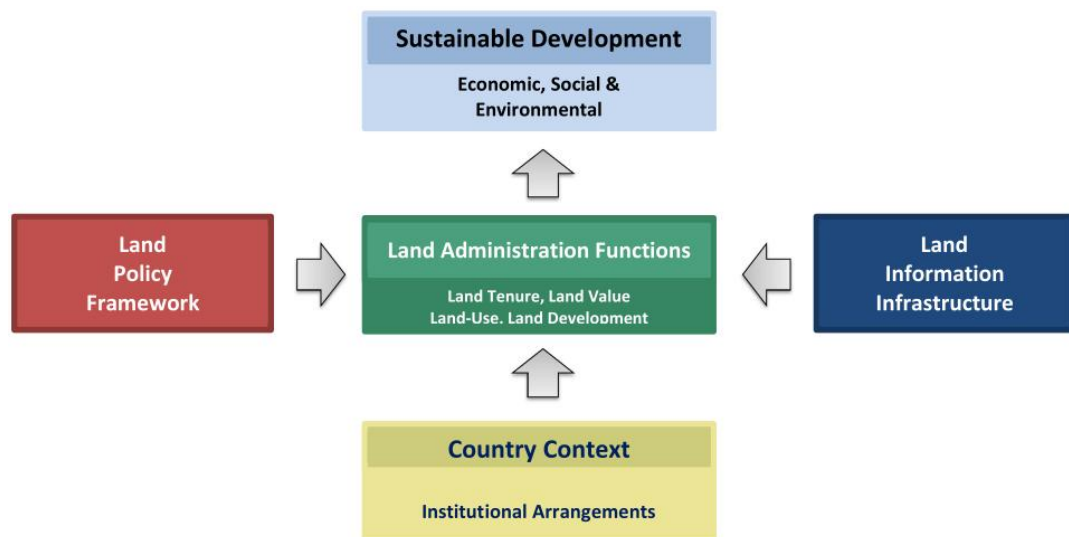 Sustainable Development
Economic, Social &
Environmental
Land
Policy
Framework
Land Administration Functions
Land Tenure, Land Value
Land-Use, Land Development
Land
Information
Infrastructure
Country Context
Institutional Arrangements